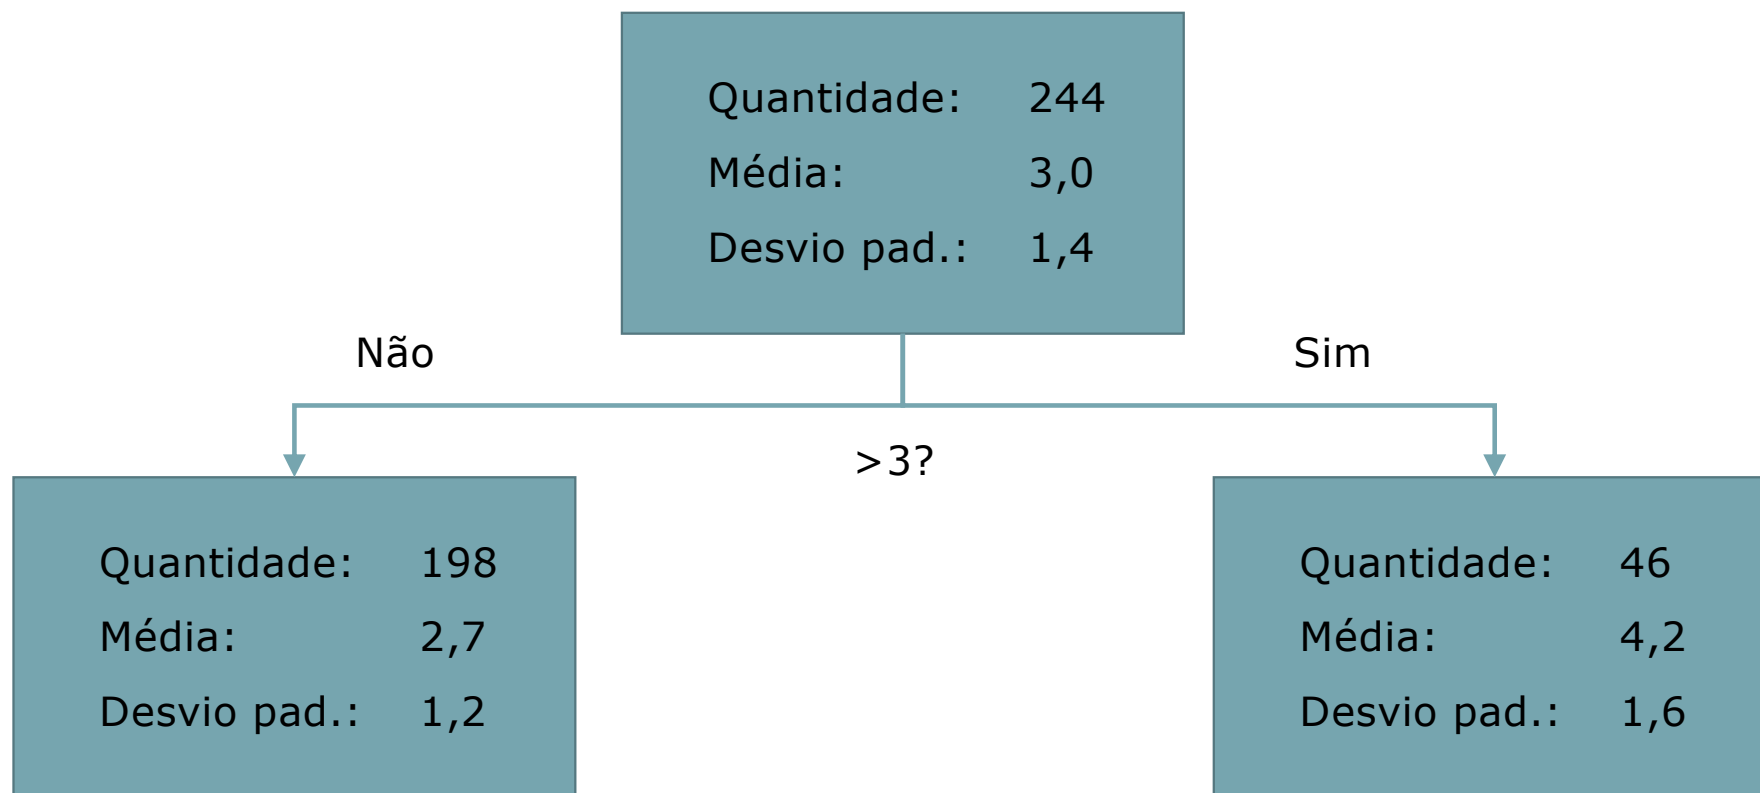 Quantidade: 244
Média: 3,0
Desvio pad.: 1,4
Não
Sim
>3?
Quantidade: 198
Média: 2,7
Desvio pad.: 1,2
Quantidade: 46
Média: 4,2
Desvio pad.: 1,6